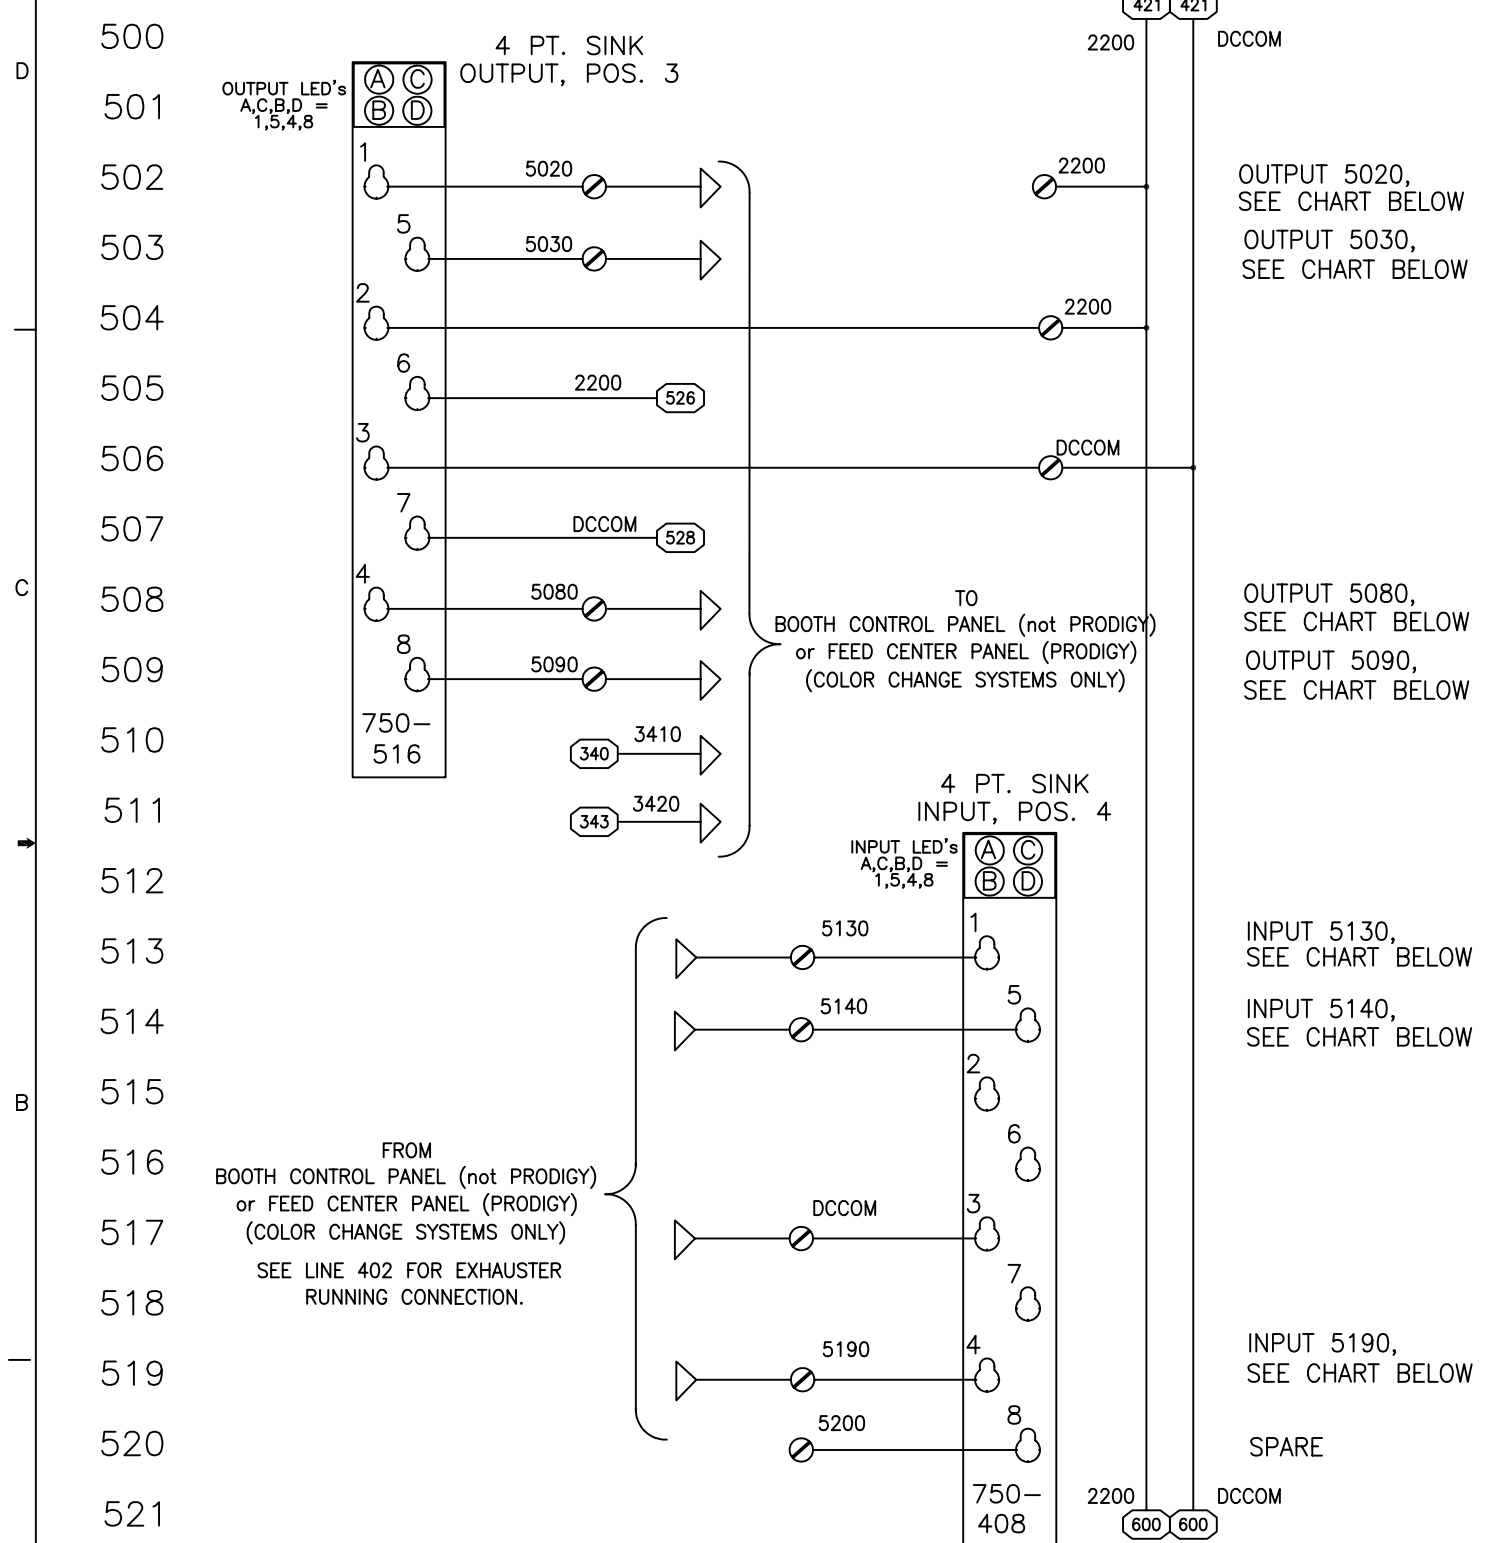 421 421
500
2200
DCCOM
D
4 PT. SINK
OUTPUT, POS. 3
OUTPUT LED's
A,C,B,D =
1,5,4,8
A C
B D
501
502
1
5020
2200
OUTPUT 5020,
SEE CHART BELOW
503
5
5030
OUTPUT 5030,
SEE CHART BELOW
504
2
2200
505
6
2200
526
506
3
DCCOM
507
7
DCCOM
528
C
508
4
5080
OUTPUT 5080,
SEE CHART BELOW
TO
BOOTH CONTROL PANEL (not PRODIGY)
or FEED CENTER PANEL (PRODIGY)
(COLOR CHANGE SYSTEMS ONLY)
509
8
5090
OUTPUT 5090,
SEE CHART BELOW
750-
516
510
340
3410
511
343
3420
4 PT. SINK
INPUT, POS. 4
INPUT LED's
A,C,B,D =
1,5,4,8
A C
B D
512
513
5130
1
INPUT 5130,
SEE CHART BELOW
514
5140
5
INPUT 5140,
SEE CHART BELOW
B
515
2
516
6
FROM
BOOTH CONTROL PANEL (not PRODIGY)
or FEED CENTER PANEL (PRODIGY)
(COLOR CHANGE SYSTEMS ONLY)
SEE LINE 402 FOR EXHAUSTER
RUNNING CONNECTION.
517
DCCOM
3
518
7
519
5190
4
INPUT 5190,
SEE CHART BELOW
520
5200
8
SPARE
521
750-
408
2200
DCCOM
600 600